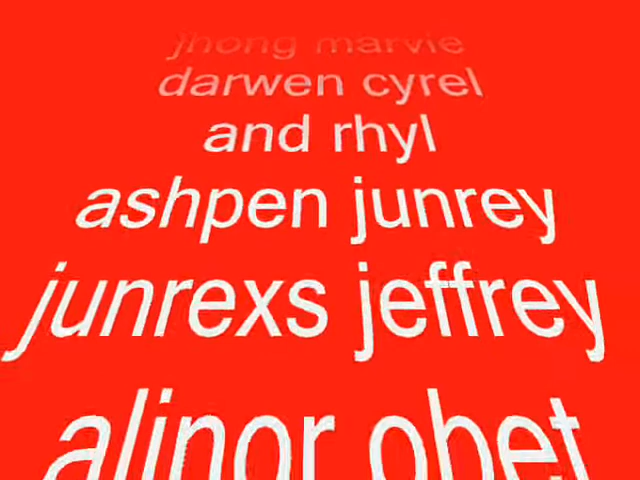 jhong marvie
darwen cyrel
and rhyl
ashpen junrey
junrexs jeffrey
alinor obet